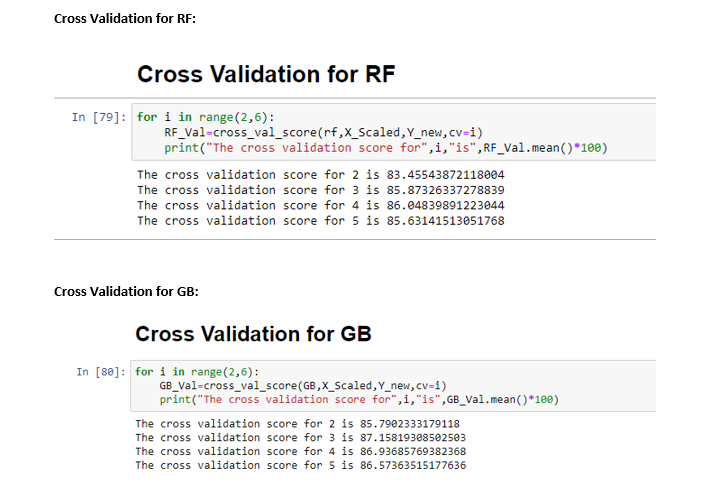 Cross Validation for RF:
Cross Validation for RF
In [79]: for i in range(2,6):
RF_Val=cross_val_score(rf,X_Scaled,Y_new,cv=i)
print("The cross validation score for",i,"is",RF_Val.mean()*100)
The cross validation score for 2 is 83.45543872118004
The cross validation score for 3 is 85.87326337278839
The cross validation score for 4 is 86.04839891223044
The cross validation score for 5 is 85.63141513051768
Cross Validation for GB:
Cross Validation for GB
In [80]: for i in range(2,6):
GB_Val=cross_val_score(GB,X_Scaled,Y_new,cv=i)
print("The cross validation score for",i,"is",GB_Val.mean()*100)
The cross validation score for 2 is 85.7902333179118
The cross validation score for 3 is 87.15819308502503
The cross validation score for 4 is 86.93685769382368
The cross validation score for 5 is 86.57363515177636